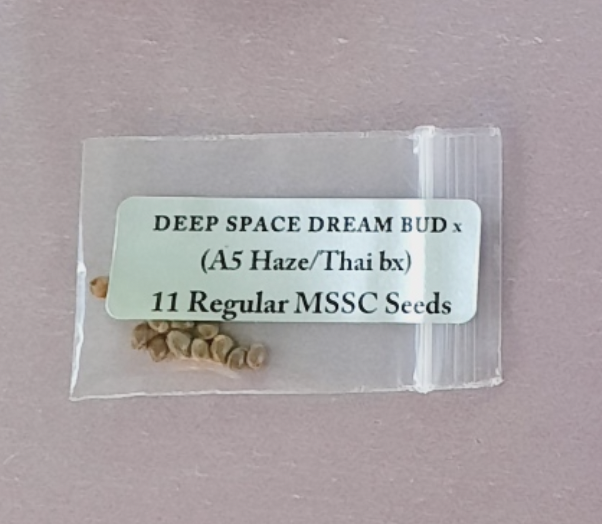 DEEP SPACE DREAM BUD x
(A5 Haze/Thai bx)
11 Regular MSSC Seeds